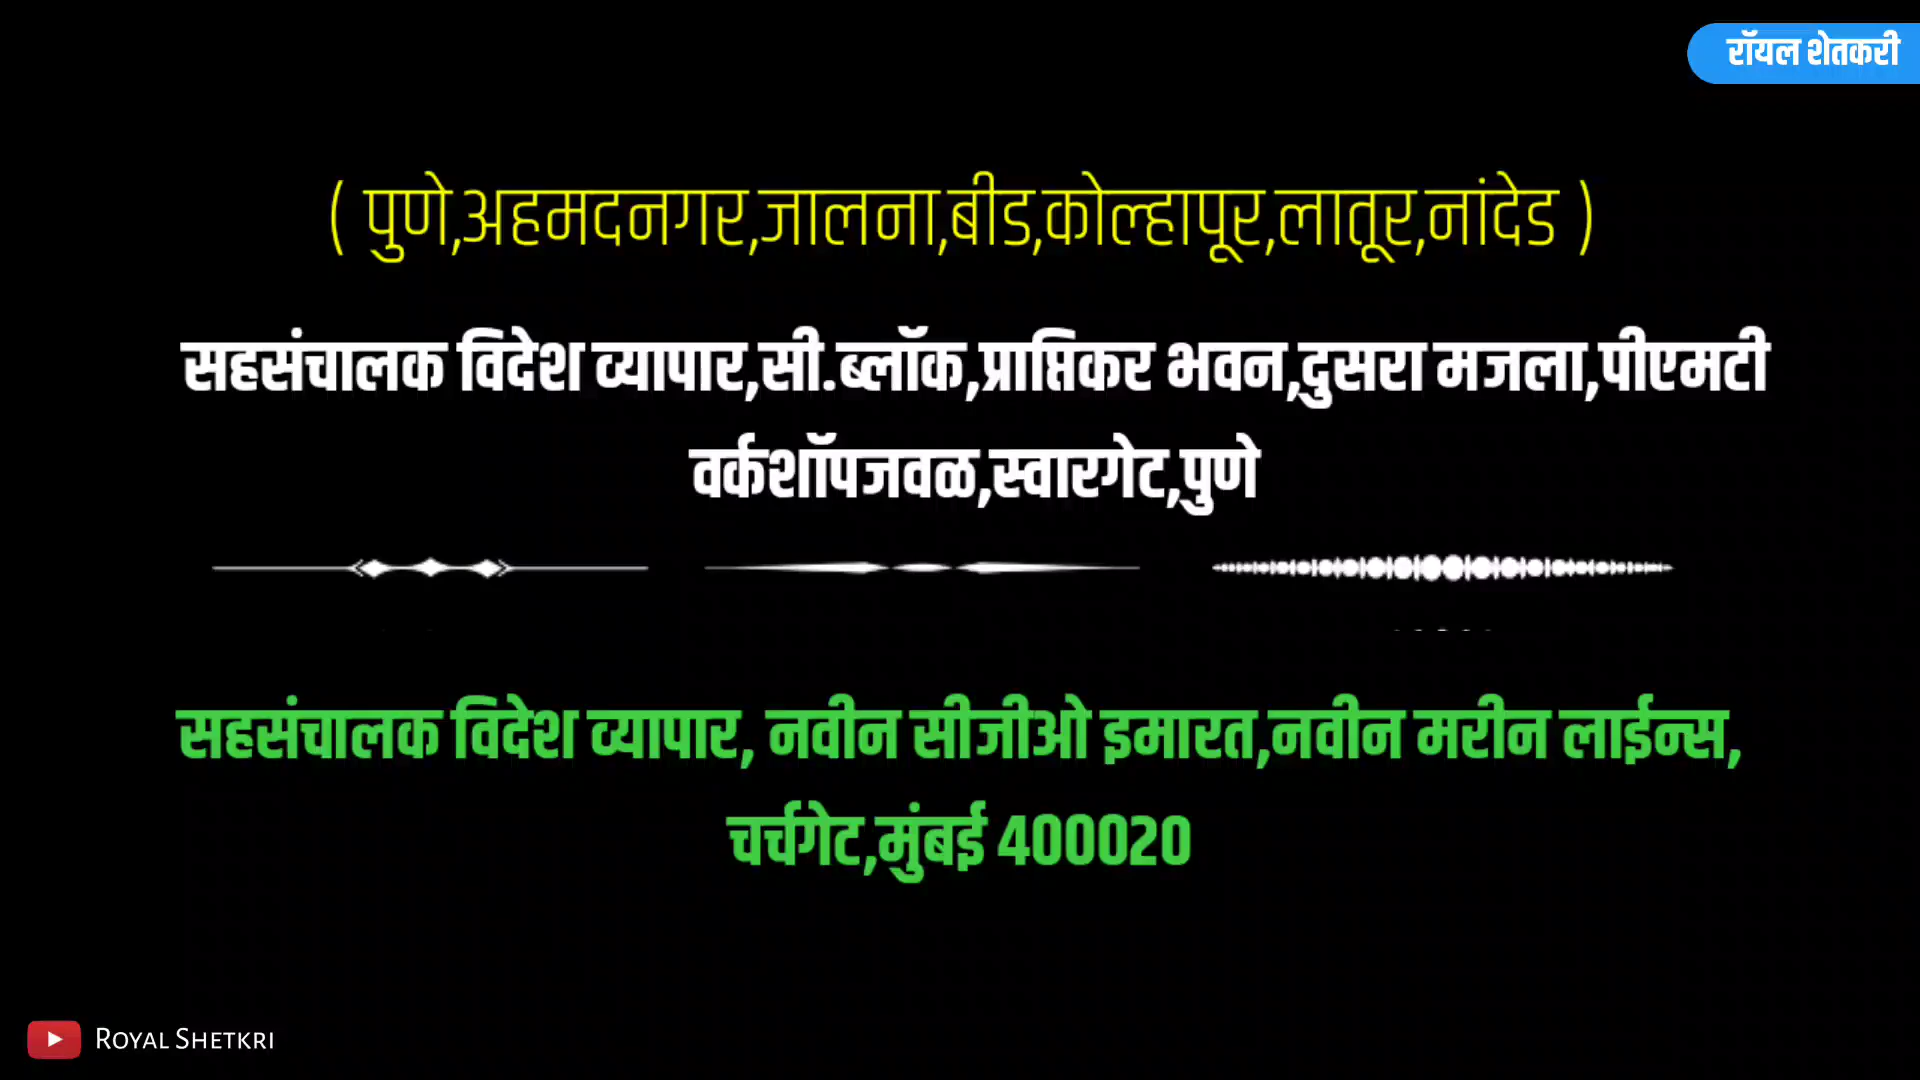 रॉयल शेतकरी
( पुणे,अहमदनगर,जालना,बीड,कोल्हापूर,लातूर,नांदेड )
सहसंचालक विदेश व्यापार,सी.ब्लॉक,प्राप्तिकर भवन,दुसरा मजला,पीएमटी
वर्कशॉपजवळ,स्वारगेट,पुणे
सहसंचालक विदेश व्यापार, नवीन सीजीओ इमारत,नवीन मरीन लाईन्स,
चर्चगेट,मुंबई 400020
ROYAL SHETKRI